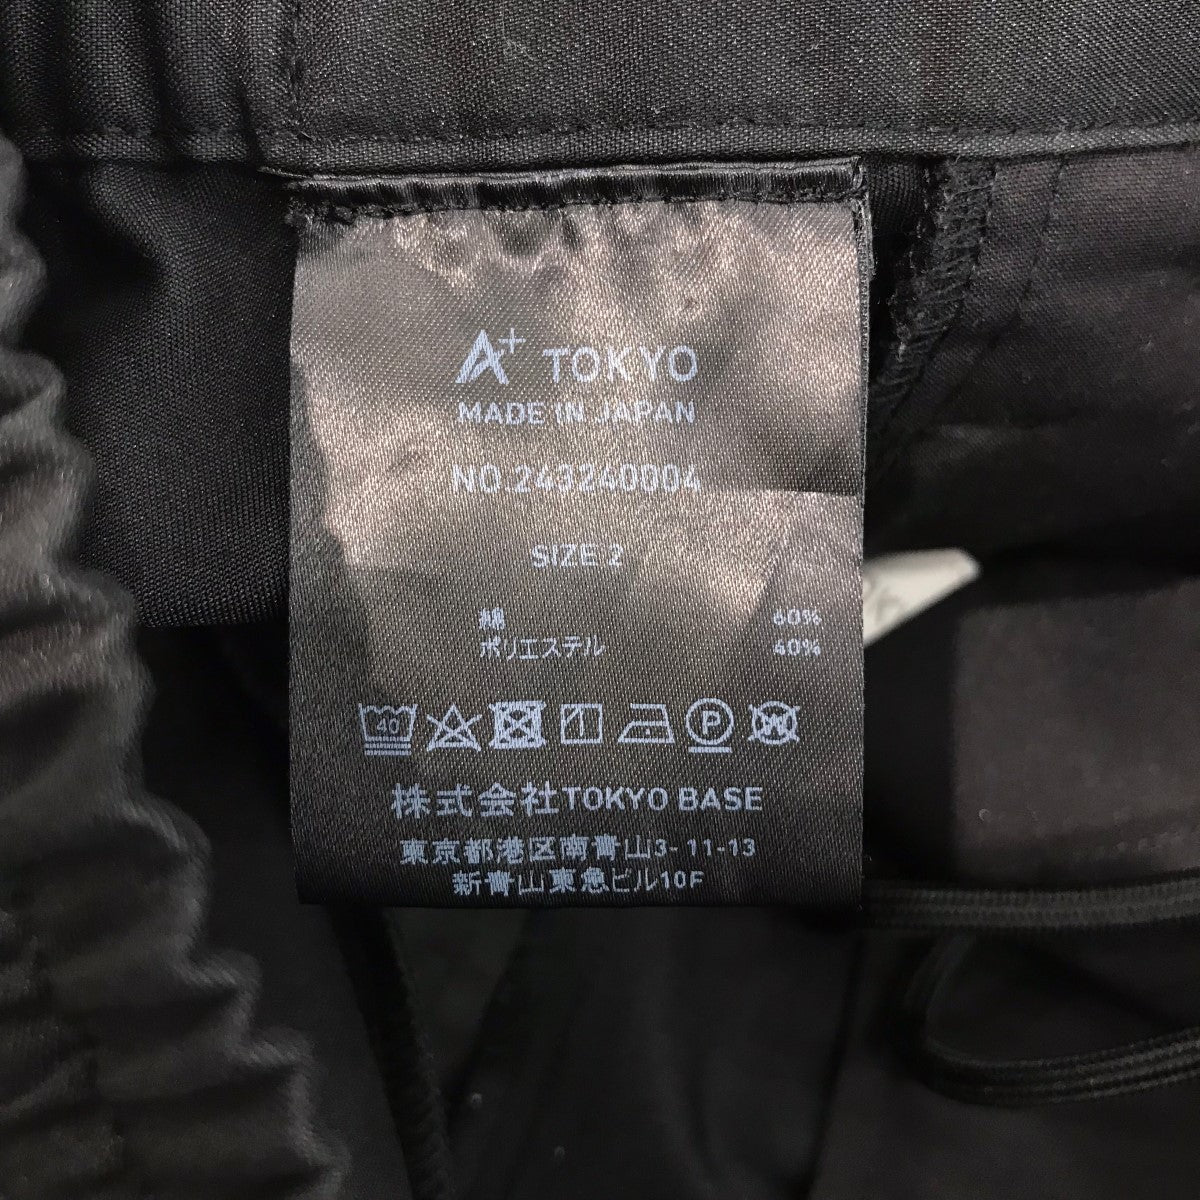 A+ TOKYO
MADE IN JAPAN
NO.243240004
SIZE 2
綿 60%
ポリエステル 40%
40
P
W
株式会社TOKYO BASE
東京都港区南青山3-11-13
新青山東急ビル10F